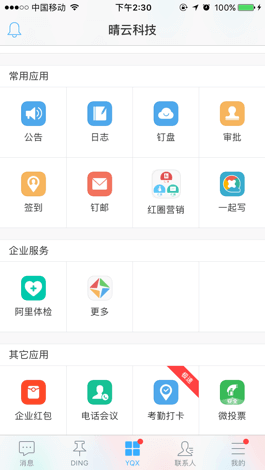 中国移动 下午2:30 100%
晴云科技
常用应用
公告 日志 钉盘 审批
签到 钉邮 红圈营销 一起写
企业服务
阿里体检 更多
其它应用
企业红包 电话会议 考勤打卡 微投票
消息 DING YQX 联系人 我的